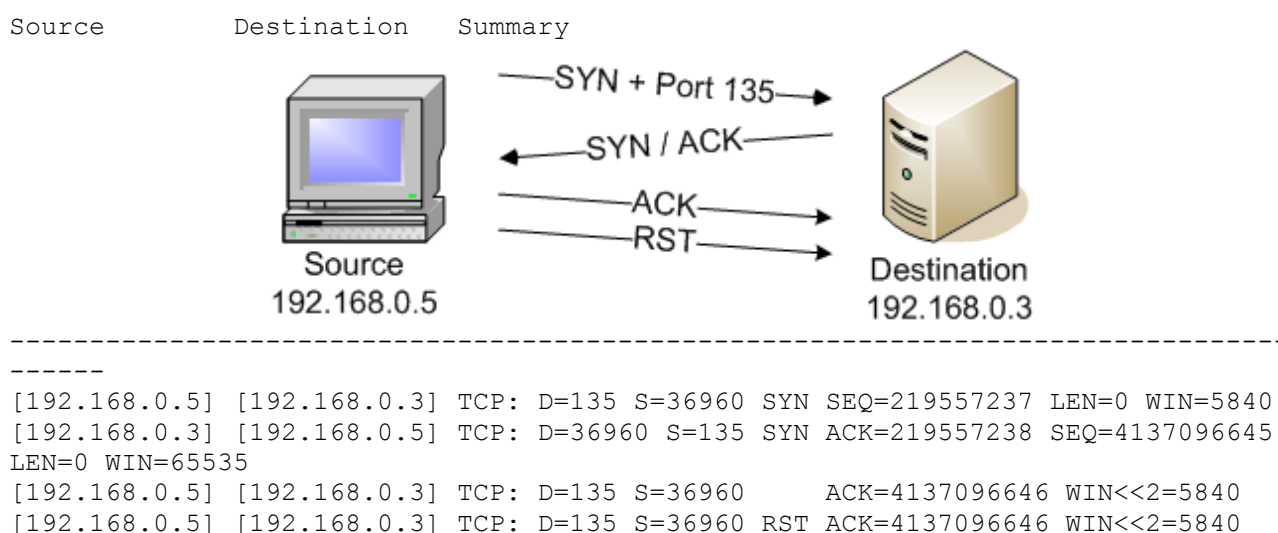 Source Destination Summary
SYN + Port 135
SYN / ACK
ACK
RST
Source
192.168.0.5
Destination
192.168.0.3
--------------------------------------------------------------------------------
------
[192.168.0.5] [192.168.0.3] TCP: D=135 S=36960 SYN SEQ=219557237 LEN=0 WIN=5840
[192.168.0.3] [192.168.0.5] TCP: D=36960 S=135 SYN ACK=219557238 SEQ=4137096645
LEN=0 WIN=65535
[192.168.0.5] [192.168.0.3] TCP: D=135 S=36960 ACK=4137096646 WIN<<2=5840
[192.168.0.5] [192.168.0.3] TCP: D=135 S=36960 RST ACK=4137096646 WIN<<2=5840